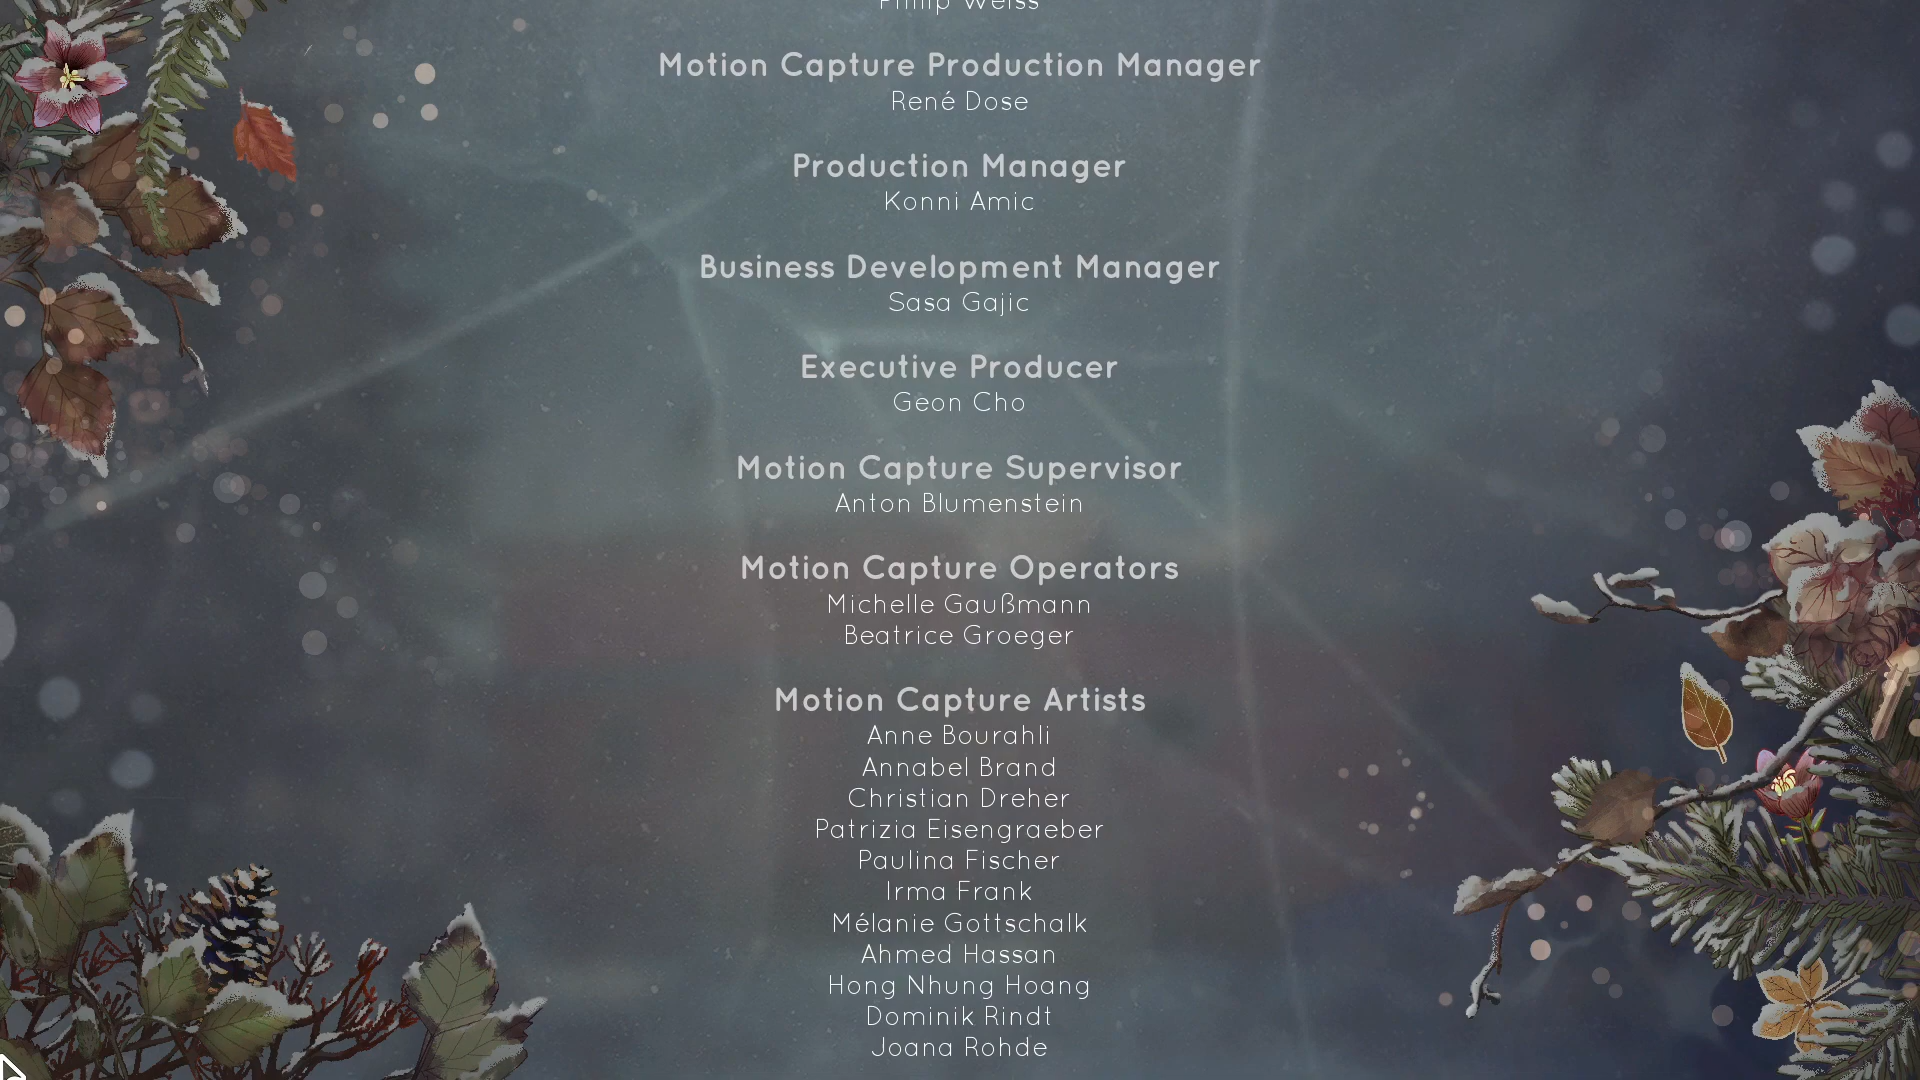 Philip Weiss
Motion Capture Production Manager
René Dose
Production Manager
Konni Amic
Business Development Manager
Sasa Gajic
Executive Producer
Geon Cho
Motion Capture Supervisor
Anton Blumenstein
Motion Capture Operators
Michelle Gaußmann
Beatrice Groeger
Motion Capture Artists
Anne Bourahli
Annabel Brand
Christian Dreher
Patrizia Eisengraeber
Paulina Fischer
Irma Frank
Mélanie Gottschalk
Ahmed Hassan
Hong Nhung Hoang
Dominik Rindt
Joana Rohde